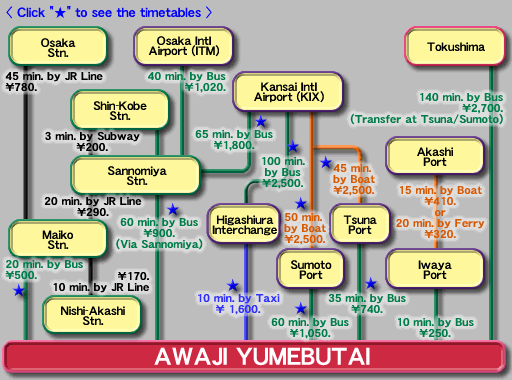 〈 Click "★" to see the timetables 〉
Osaka
Stn.
Osaka Intl
Airport (ITM)
Tokushima
45 min. by JR Line
¥780.
40 min. by Bus
¥1,020.
Kansai Intl
Airport (KIX)
140 min. by Bus
¥2,700.
(Transfer at Tsuna/Sumoto)
Shin-Kobe
Stn.
3 min. by Subway
¥200.
65 min. by Bus
¥1,800.
Akashi
Port
Sannomiya
Stn.
100 min.
by Bus
¥2,500.
45 min.
by Boat
¥2,500.
15 min. by Boat
¥410.
or
20 min. by Ferry
¥320.
20 min. by JR Line
¥290.
60 min. by Bus
¥900.
(Via Sannomiya)
Higashiura
Interchange
50 min.
by Boat
¥2,500.
Tsuna
Port
Maiko
Stn.
20 min. by Bus
¥500.
¥170.
10 min. by JR Line
Sumoto
Port
Iwaya
Port
Nishi-Akashi
Stn.
10 min. by Taxi
¥ 1,600.
35 min. by Bus
¥740.
60 min. by Bus
¥1,050.
10 min. by Bus
¥250.
AWAJI YUMEBUTAI